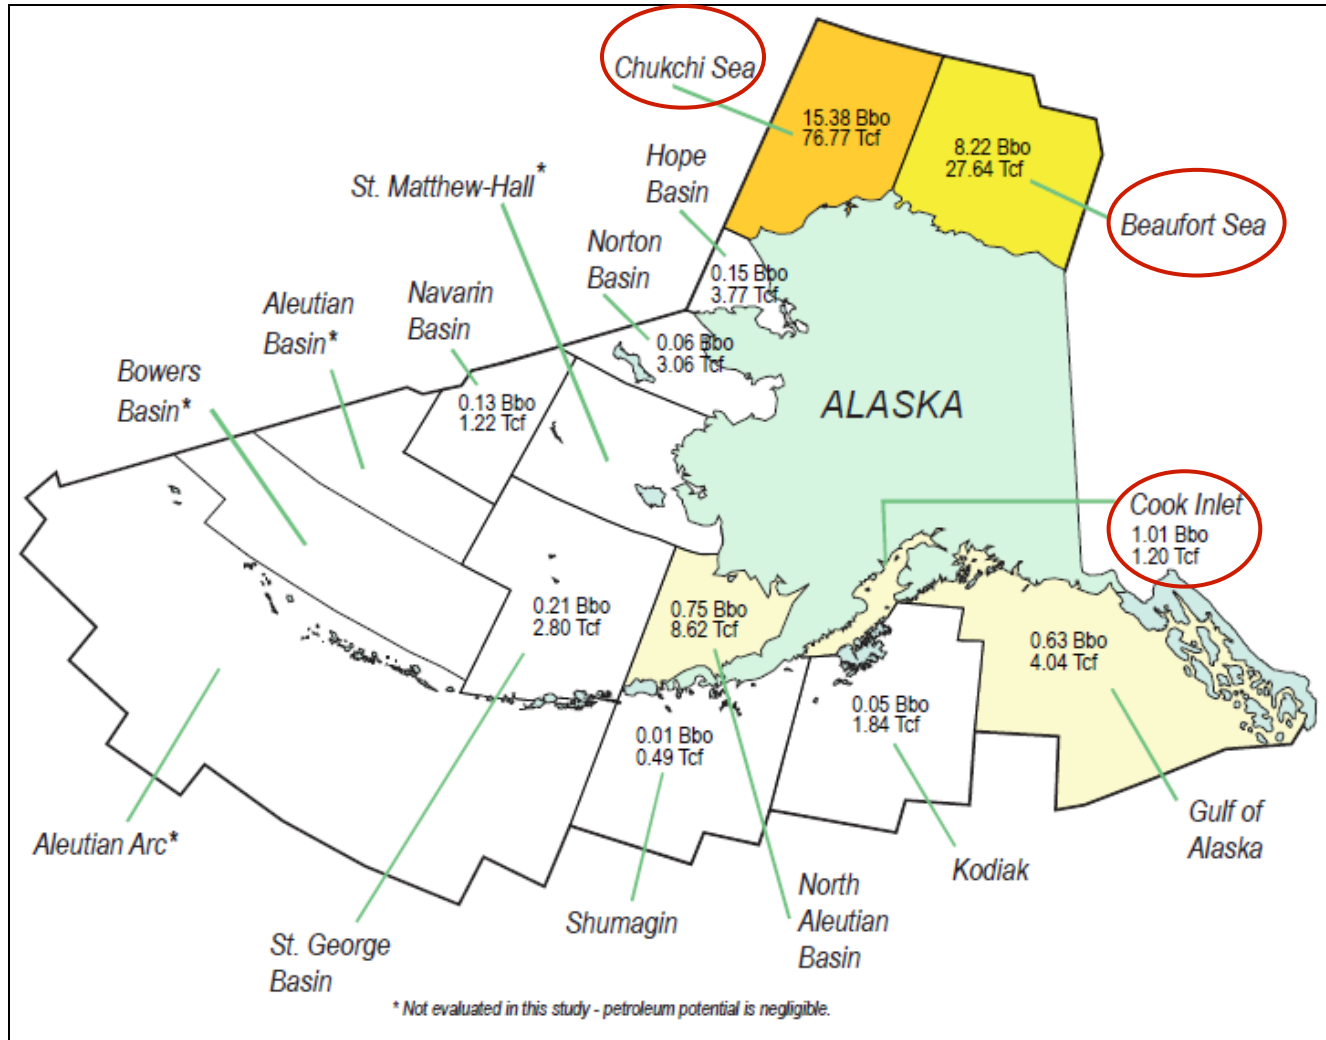 Chukchi Sea
15.38 Bbo
76.77 Tcf
8.22 Bbo
27.64 Tcf
Beaufort Sea
Hope
Basin
0.15 Bbo
3.77 Tcf
St. Matthew-Hall*
Norton
Basin
0.06 Bbo
3.06 Tcf
Navarin
Basin
0.13 Bbo
1.22 Tcf
Aleutian
Basin*
Bowers
Basin*
ALASKA
Cook Inlet
1.01 Bbo
1.20 Tcf
0.21 Bbo
2.80 Tcf
0.75 Bbo
8.62 Tcf
0.63 Bbo
4.04 Tcf
0.01 Bbo
0.49 Tcf
0.05 Bbo
1.84 Tcf
Aleutian Arc*
St. George
Basin
Shumagin
North
Aleutian
Basin
Kodiak
Gulf of
Alaska
* Not evaluated in this study - petroleum potential is negligible.